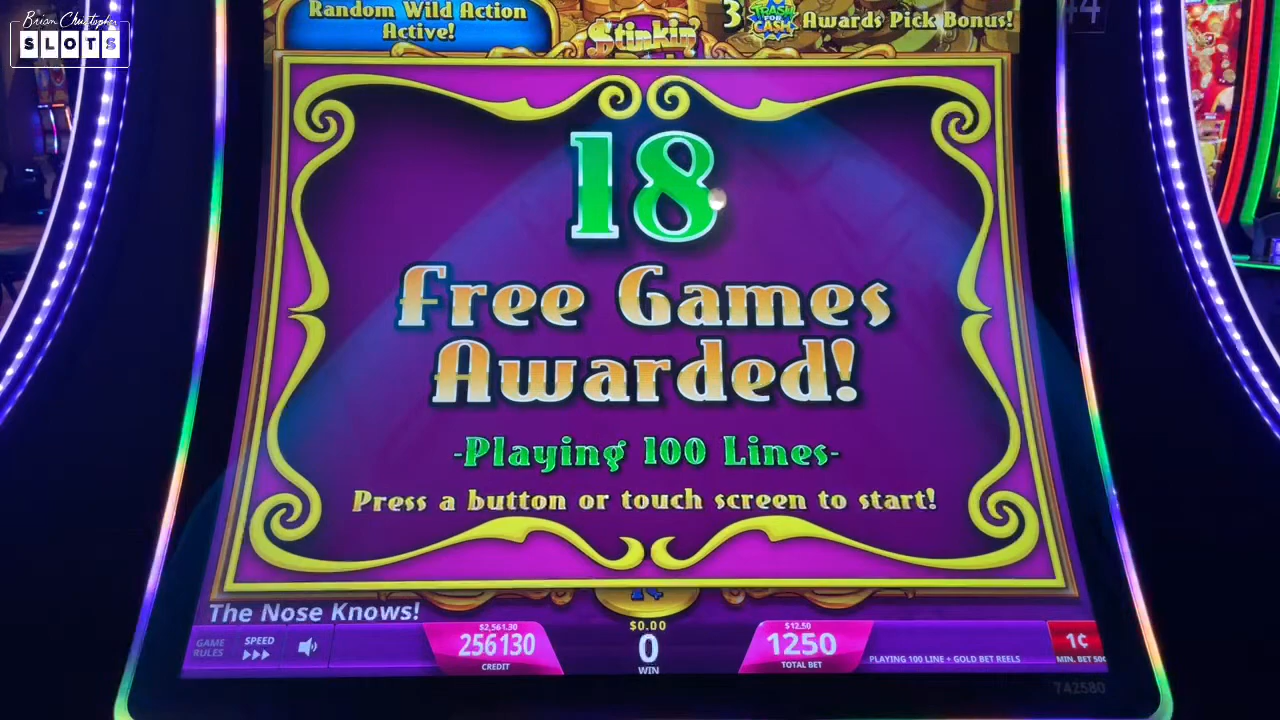 Brian Christopher
SLOTS
Random Wild Action
Active!
Stinkin'
3 TRASH FOR CASH Awards Pick Bonus!
18
Free Games
Awarded!
-Playing 100 Lines-
Press a button or touch screen to start!
1¢
The Nose Knows!
GAME RULES
SPEED
$2,561.30
256130
CREDIT
$0.00
0
WIN
$12.50
1250
TOTAL BET
PLAYING 100 LINE + GOLD BET REELS
1¢
MIN. BET 50¢
7A2580